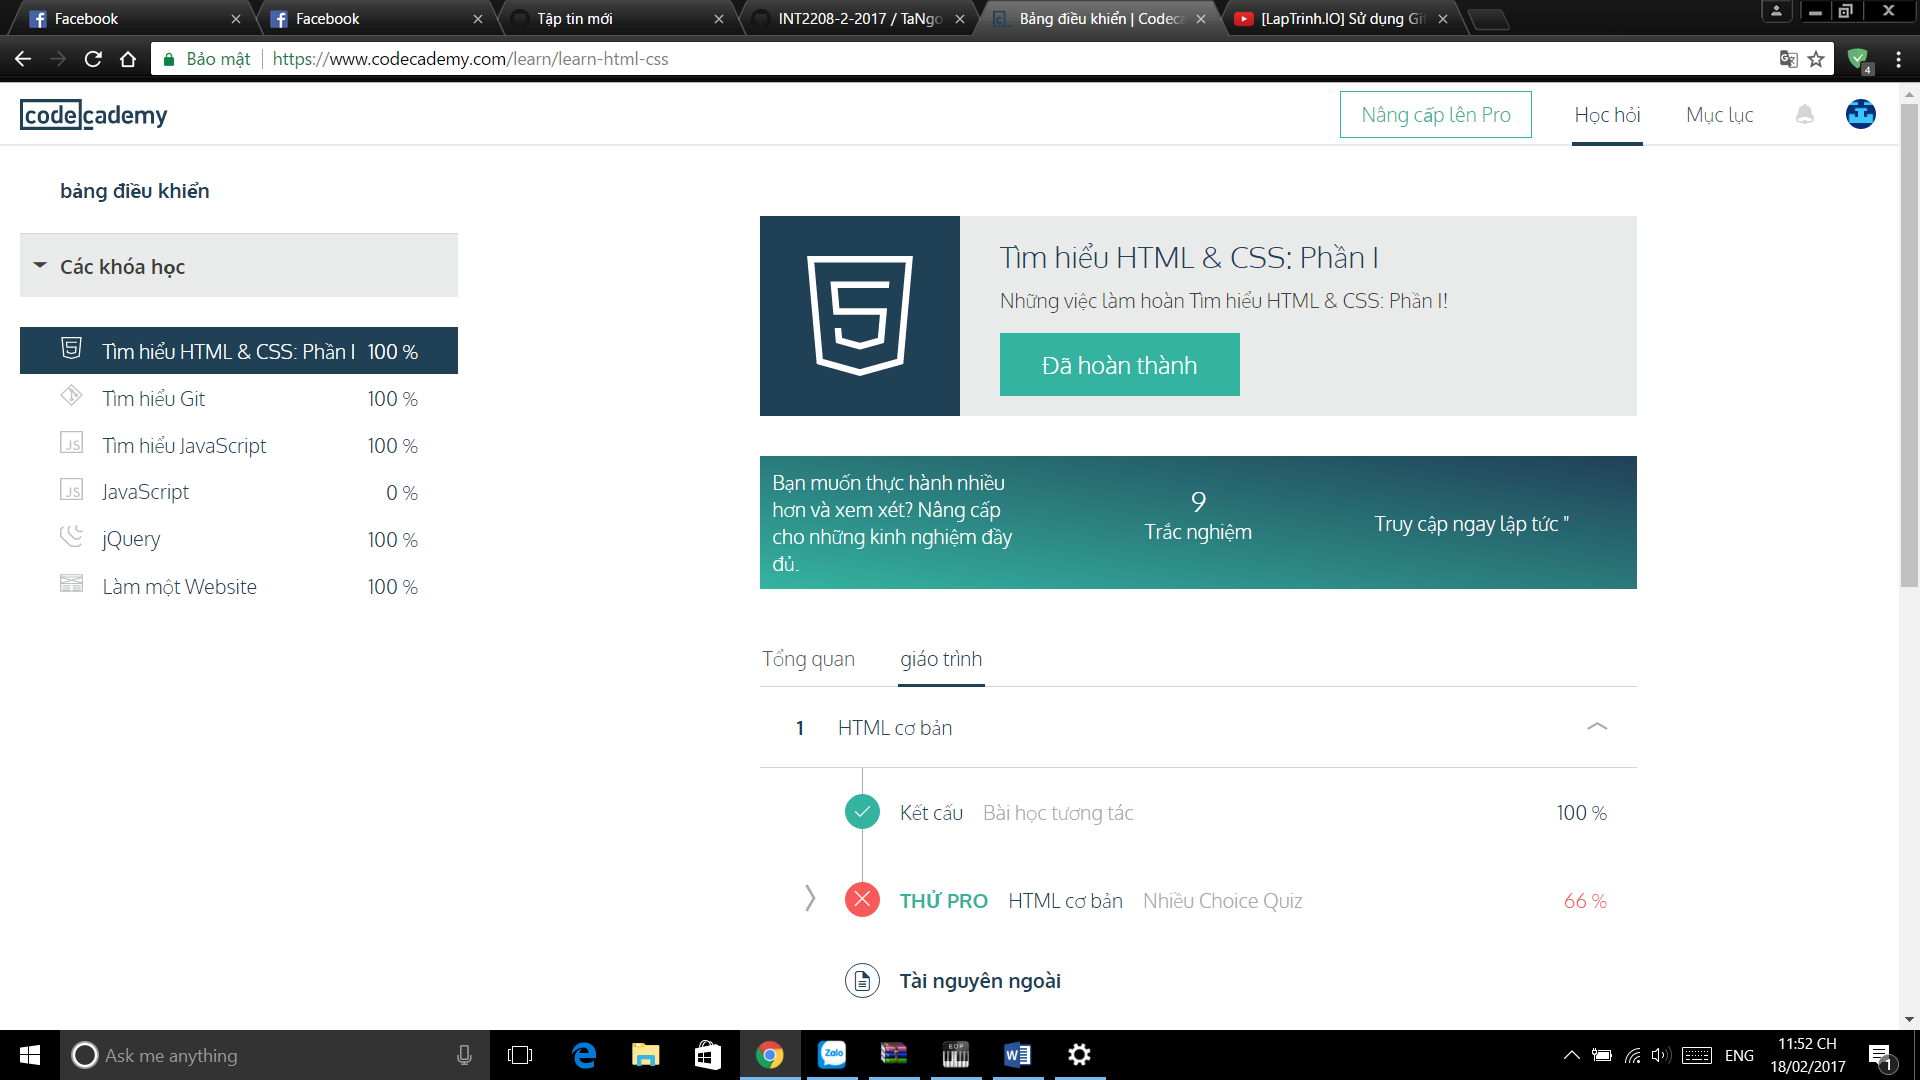 Facebook
Facebook
Tập tin mới
INT2208-2-2017 / TaNgo
Bảng điều khiển | Codeca
[LapTrinh.IO] Sử dụng Git
Bảo mật
https://www.codecademy.com/learn/learn-html-css
4
codecademy
Nâng cấp lên Pro
Học hỏi
Mục lục
bảng điều khiển
Các khóa học
Tìm hiểu HTML & CSS: Phần I 100 %
Tìm hiểu Git 100 %
JS Tìm hiểu JavaScript 100 %
JS JavaScript 0 %
jQuery 100 %
Làm một Website 100 %
Tìm hiểu HTML & CSS: Phần I
Những việc làm hoàn Tìm hiểu HTML & CSS: Phần I!
Đã hoàn thành
Bạn muốn thực hành nhiều
hơn và xem xét? Nâng cấp
cho những kinh nghiệm đầy
đủ.
9
Trắc nghiệm
Truy cập ngay lập tức "
Tổng quan
giáo trình
1 HTML cơ bản
Kết cấu Bài học tương tác 100 %
THỬ PRO HTML cơ bản Nhiều Choice Quiz 66 %
Tài nguyên ngoài
Ask me anything
Zalo
EOP
ENG
11:52 CH
18/02/2017
1